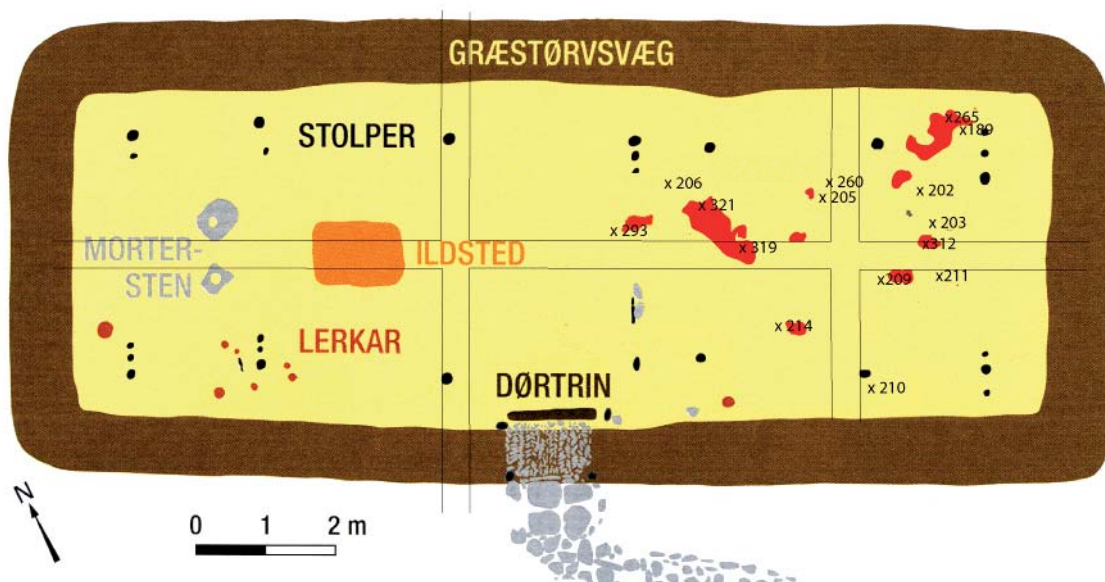 GRÆSTØRVSVÆG
STOLPER
x265
x189
x 206
x 260
x 205
x 202
x 321
x 203
x 293
x312
x 319
MORTER-
STEN
ILDSTED
x209
x211
x 214
LERKAR
DØRTRIN
x 210
N
0 1 2 m